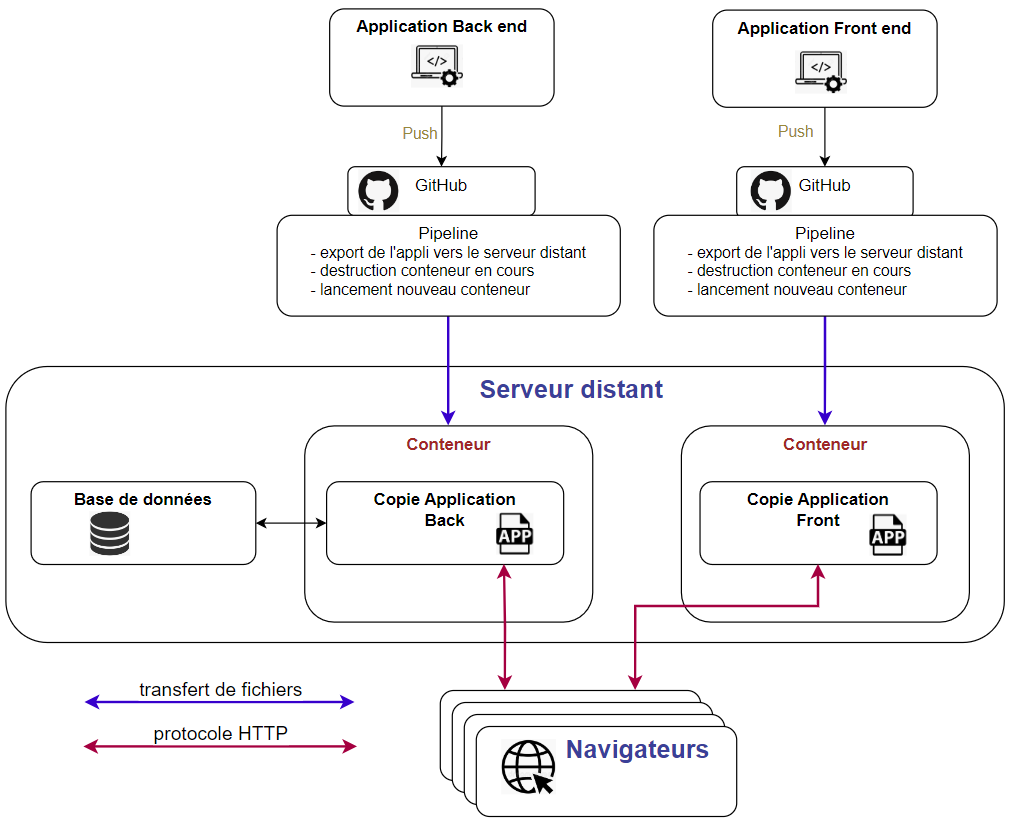 Application Back end
</>
Push
GitHub
Pipeline
- export de l'appli vers le serveur distant
- destruction conteneur en cours
- lancement nouveau conteneur
Application Front end
</>
Push
GitHub
Pipeline
- export de l'appli vers le serveur distant
- destruction conteneur en cours
- lancement nouveau conteneur
Serveur distant
Base de données
Conteneur
Copie Application
Back
APP
Conteneur
Copie Application
Front
APP
transfert de fichiers
protocole HTTP
Navigateurs